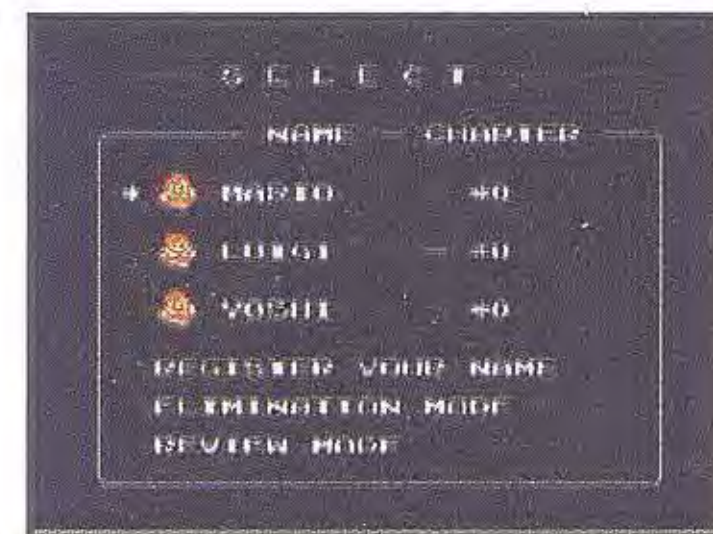 SELECT
NAME CHAPTER
MARIO *0
LUIGI *0
YOSHI *0
REGISTER YOUR NAME
ELIMINATION MODE
REVIEW MODE